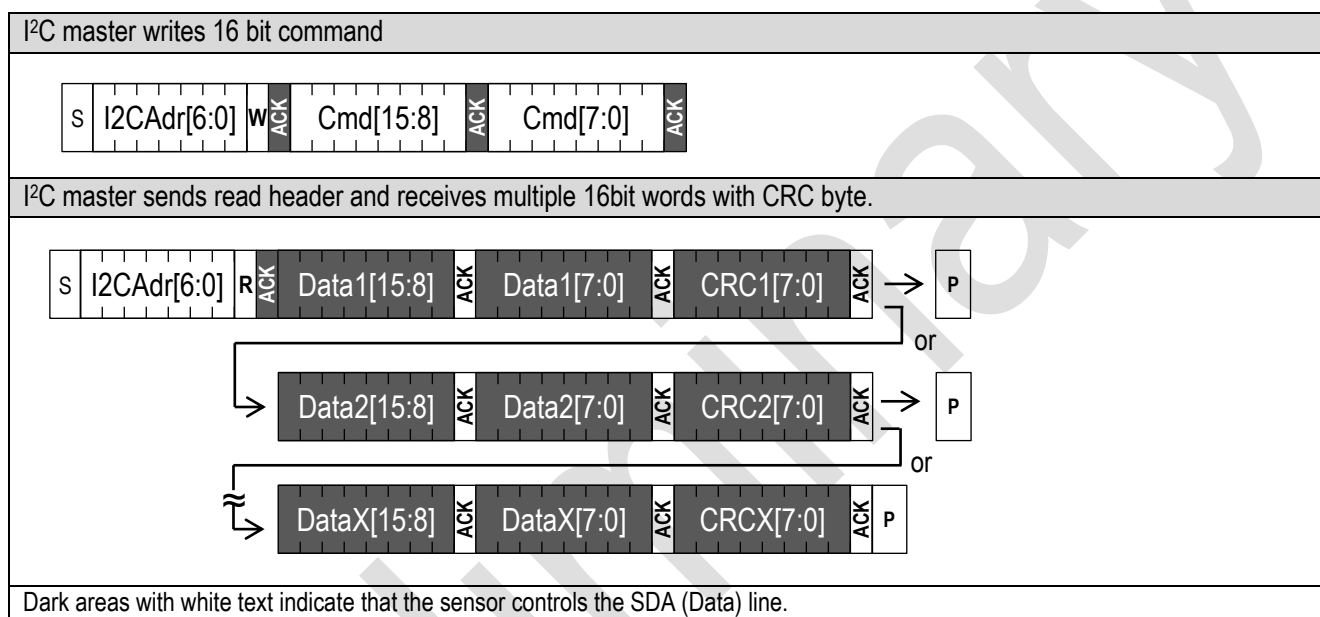 I²C master writes 16 bit command
S I2CAdr[6:0] W ACK Cmd[15:8] ACK Cmd[7:0] ACK
I²C master sends read header and receives multiple 16bit words with CRC byte.
S I2CAdr[6:0] R ACK Data1[15:8] ACK Data1[7:0] ACK CRC1[7:0] ACK P
or
Data2[15:8] ACK Data2[7:0] ACK CRC2[7:0] ACK P
or
≈
DataX[15:8] ACK DataX[7:0] ACK CRCX[7:0] ACK P
Dark areas with white text indicate that the sensor controls the SDA (Data) line.